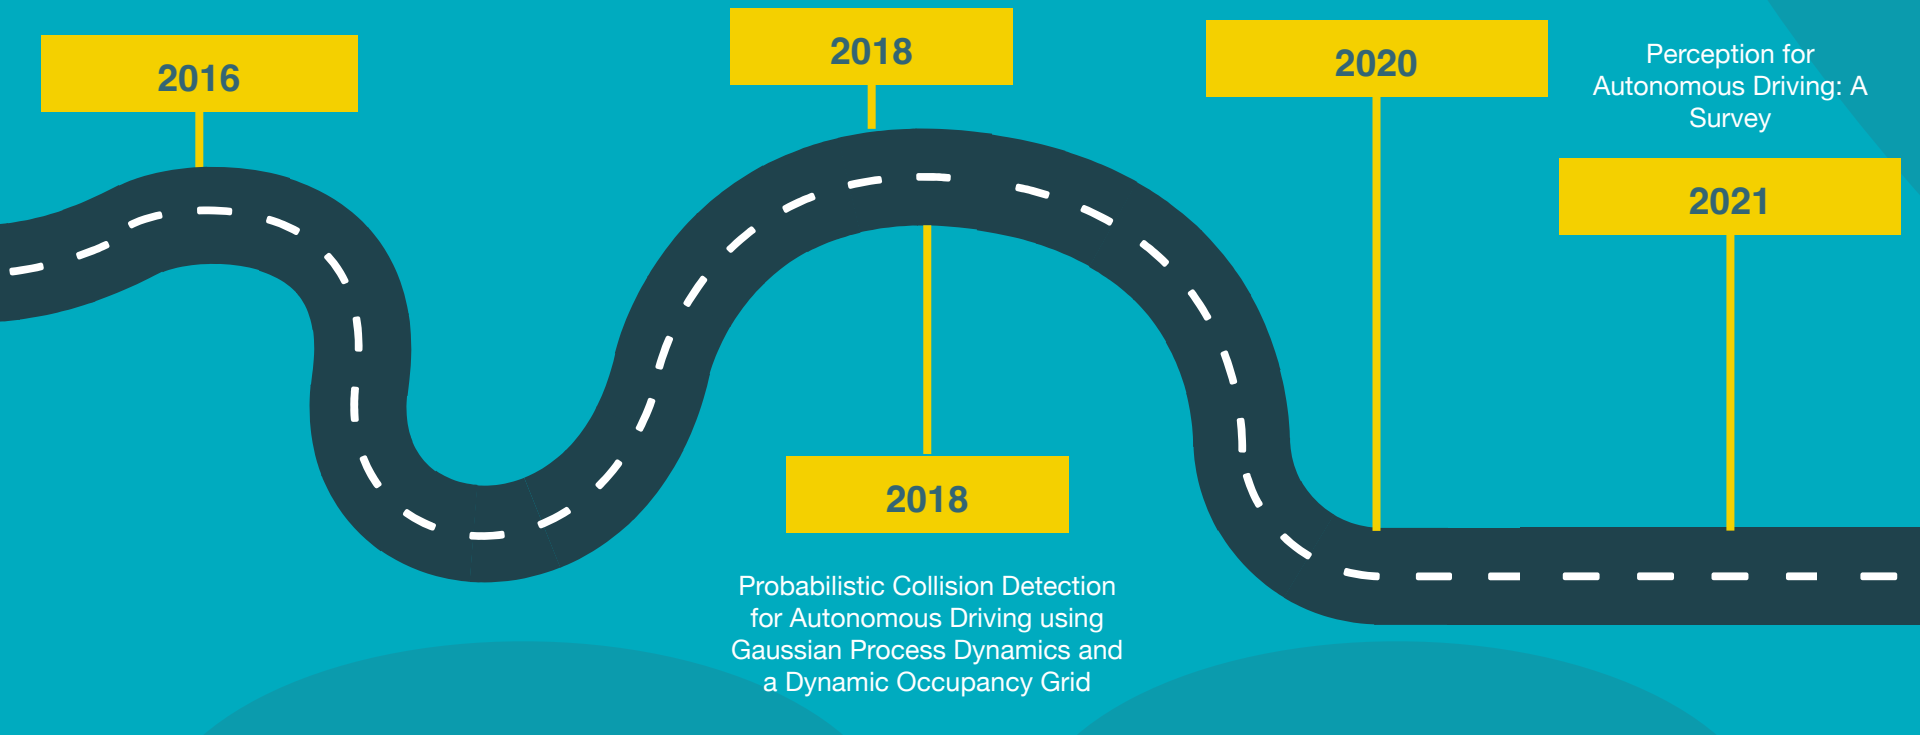 2016
2018
2020
Perception for
Autonomous Driving: A
Survey
2021
2018
Probabilistic Collision Detection
for Autonomous Driving using
Gaussian Process Dynamics and
a Dynamic Occupancy Grid